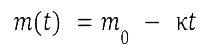 m(t) = m₀ − κt